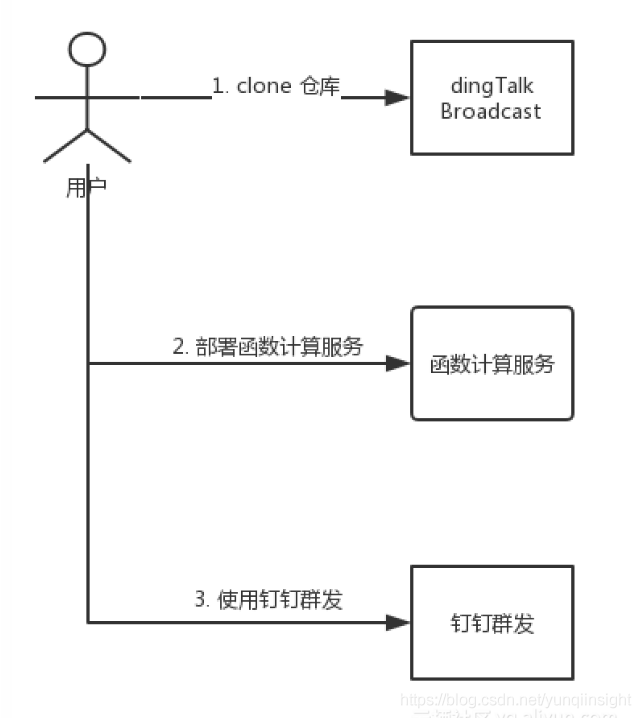 1. clone 仓库
dingTalk
Broadcast
用户
2. 部署函数计算服务
函数计算服务
3. 使用钉钉群发
钉钉群发
https://blog.csdn.net/yunqiinsight